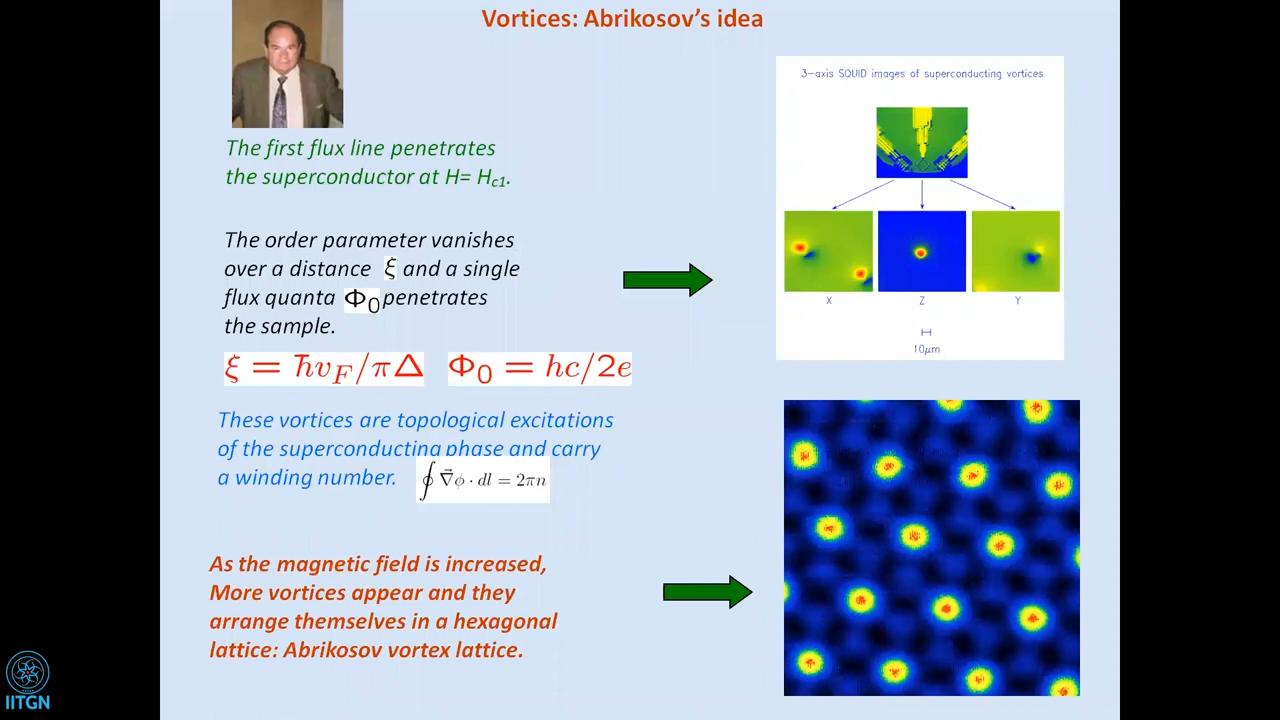 Vortices: Abrikosov's idea
The first flux line penetrates
the superconductor at H= Hc1.
The order parameter vanishes
over a distance ξ and a single
flux quanta Φ0 penetrates
the sample.
ξ = ħvF/πΔ Φ0 = hc/2e
These vortices are topological excitations
of the superconducting phase and carry
a winding number. ∮ ∇⃗φ · dl = 2πn
As the magnetic field is increased,
More vortices appear and they
arrange themselves in a hexagonal
lattice: Abrikosov vortex lattice.
3-axis SQUID images of superconducting vortices
X Z Y
10μm
IITGN